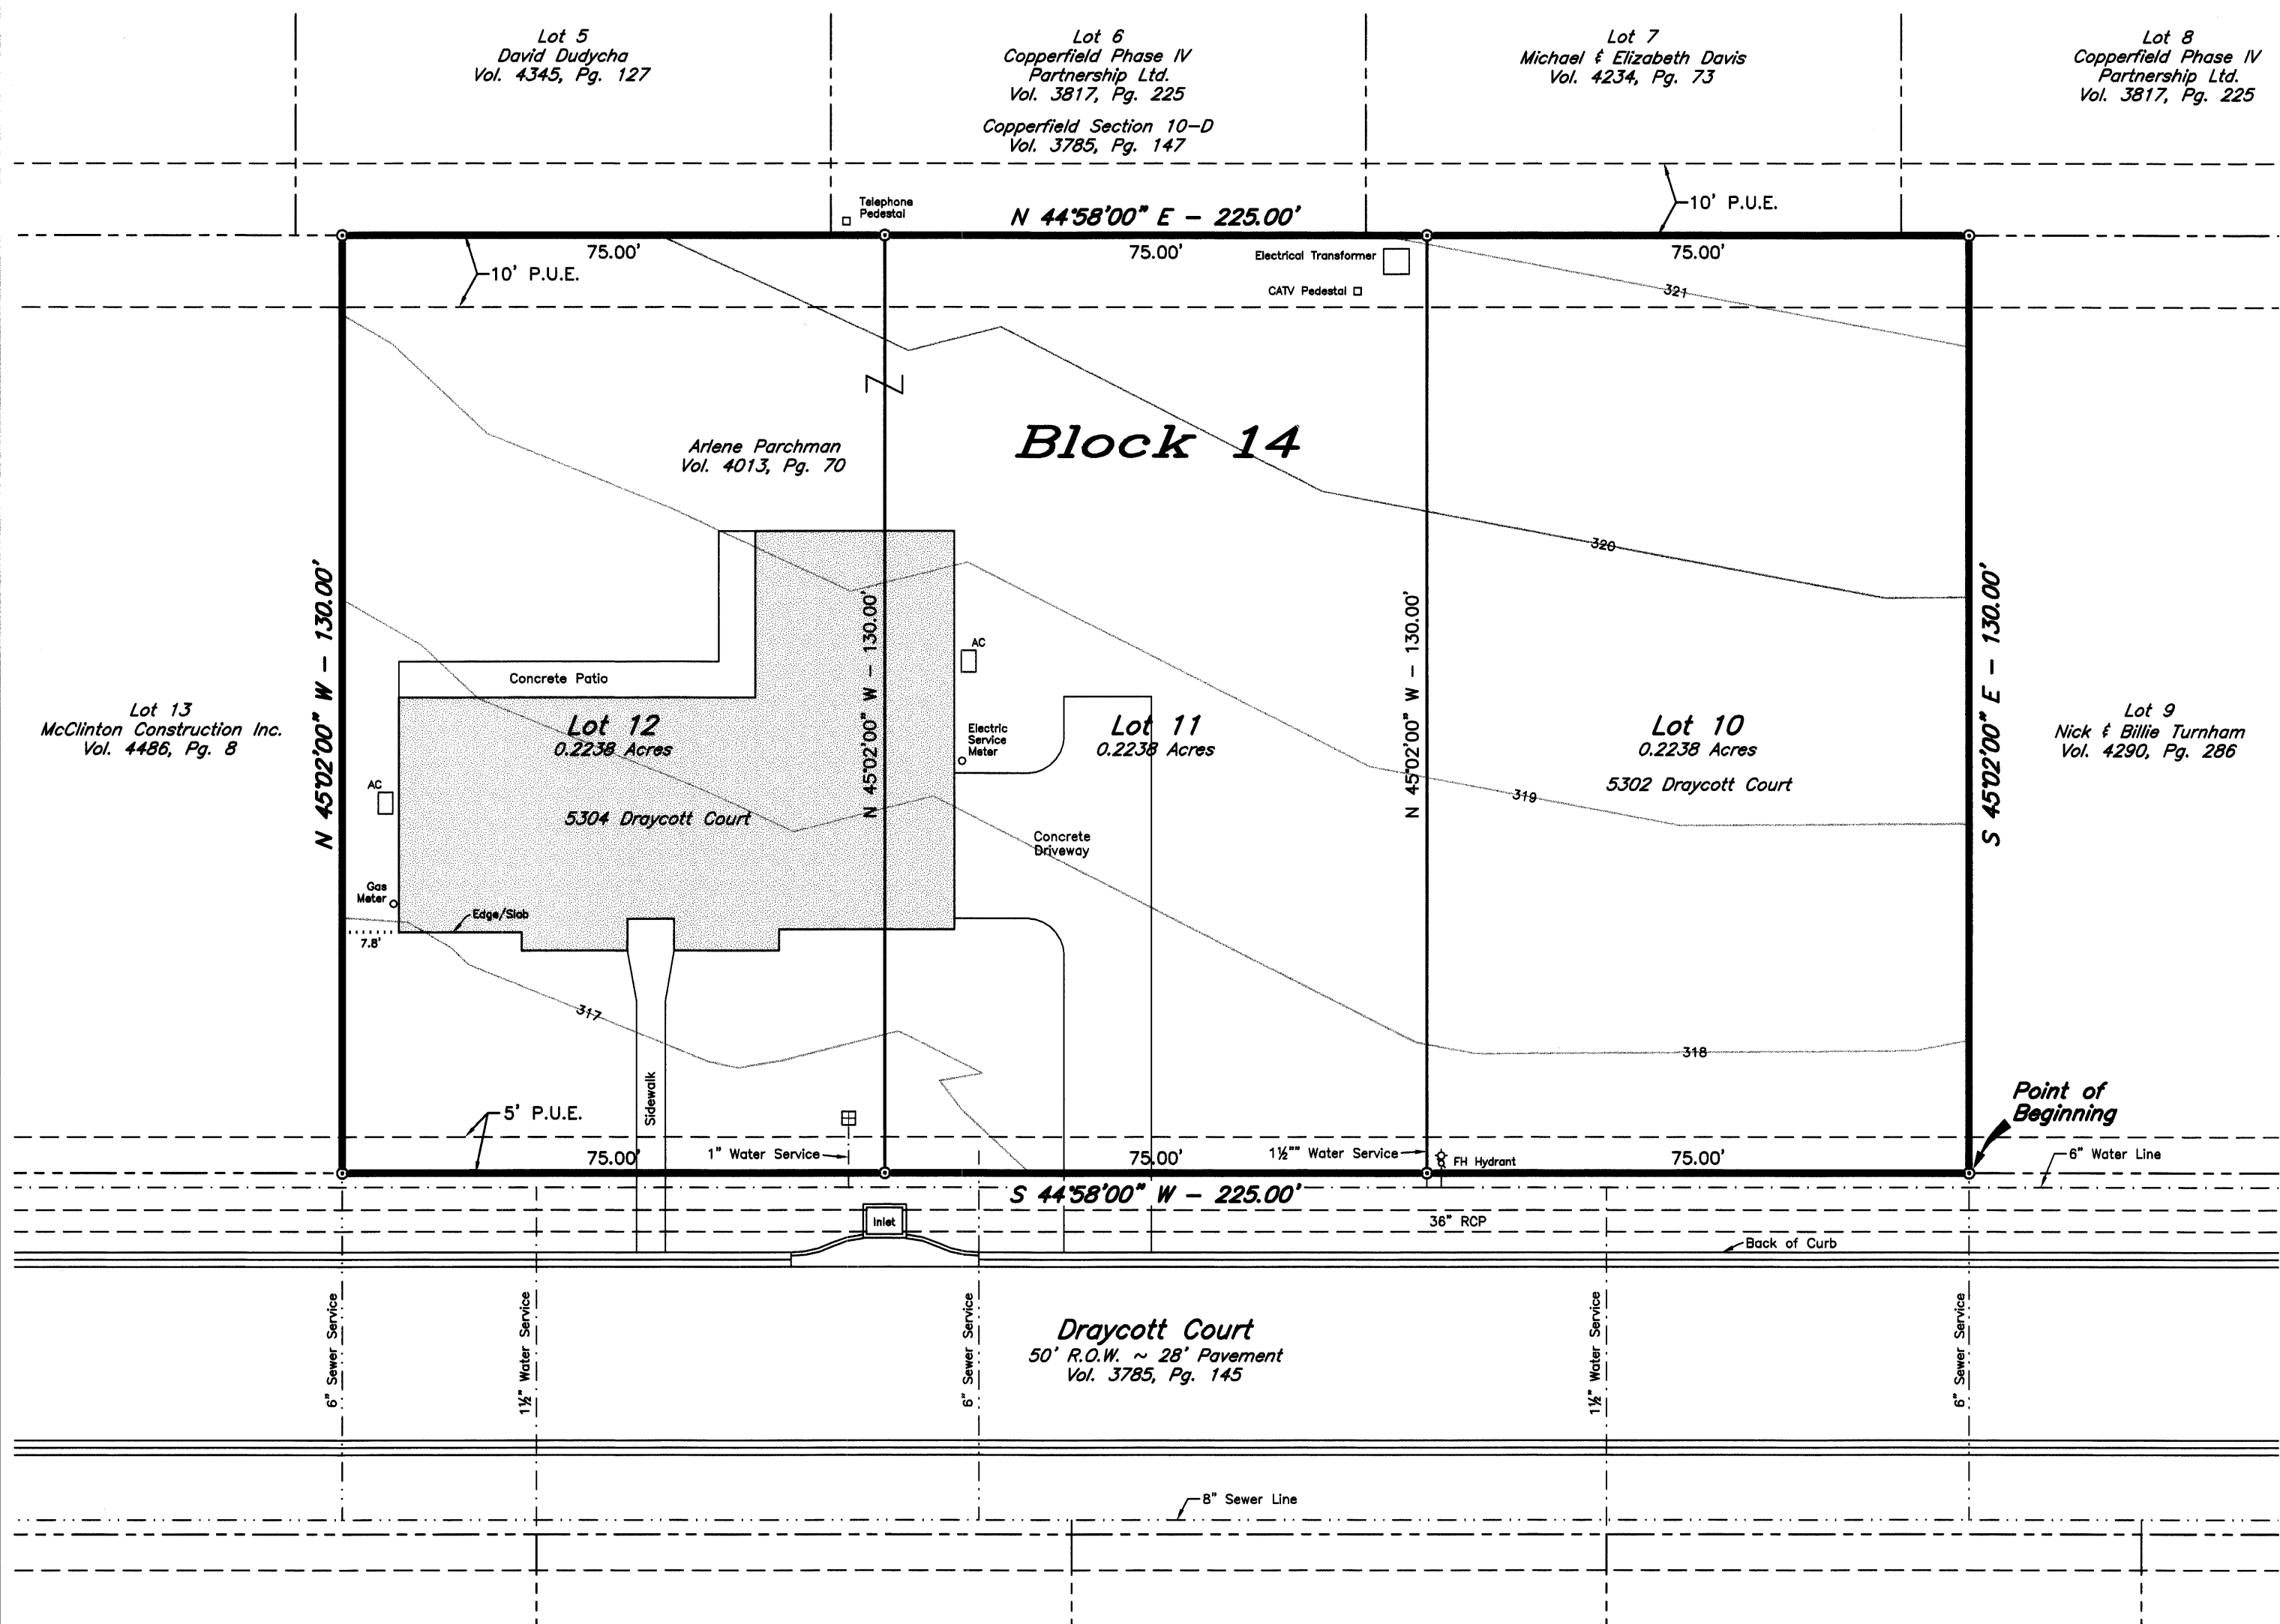 Lot 5
David Dudycha
Vol. 4345, Pg. 127
Lot 6
Copperfield Phase IV
Partnership Ltd.
Vol. 3817, Pg. 225
Copperfield Section 10-D
Vol. 3785, Pg. 147
Lot 7
Michael & Elizabeth Davis
Vol. 4234, Pg. 73
Lot 8
Copperfield Phase IV
Partnership Ltd.
Vol. 3817, Pg. 225
Telephone
Pedestal
N 44°58'00" E - 225.00'
10' P.U.E.
75.00'
75.00'
75.00'
10' P.U.E.
Electrical Transformer
CATV Pedestal
321
Arlene Parchman
Vol. 4013, Pg. 70
Block 14
320
N 45°02'00" W - 130.00'
N 45°02'00" W - 130.00'
N 45°02'00" W - 130.00'
S 45°02'00" E - 130.00'
AC
Concrete Patio
Lot 13
McClinton Construction Inc.
Vol. 4486, Pg. 8
Lot 12
0.2238 Acres
5304 Draycott Court
Electric
Service
Meter
Lot 11
0.2238 Acres
Lot 10
0.2238 Acres
5302 Draycott Court
Lot 9
Nick & Billie Turnham
Vol. 4290, Pg. 286
AC
319
Concrete
Driveway
Gas
Meter
Edge/Slab
7.8'
317
318
Sidewalk
5' P.U.E.
Point of
Beginning
75.00'
1" Water Service
75.00'
1½"" Water Service
FH Hydrant
75.00'
6" Water Line
S 44°58'00" W - 225.00'
Inlet
36" RCP
Back of Curb
6" Sewer Service
1½" Water Service
6" Sewer Service
Draycott Court
50' R.O.W. ~ 28' Pavement
Vol. 3785, Pg. 145
1½" Water Service
6" Sewer Service
8" Sewer Line